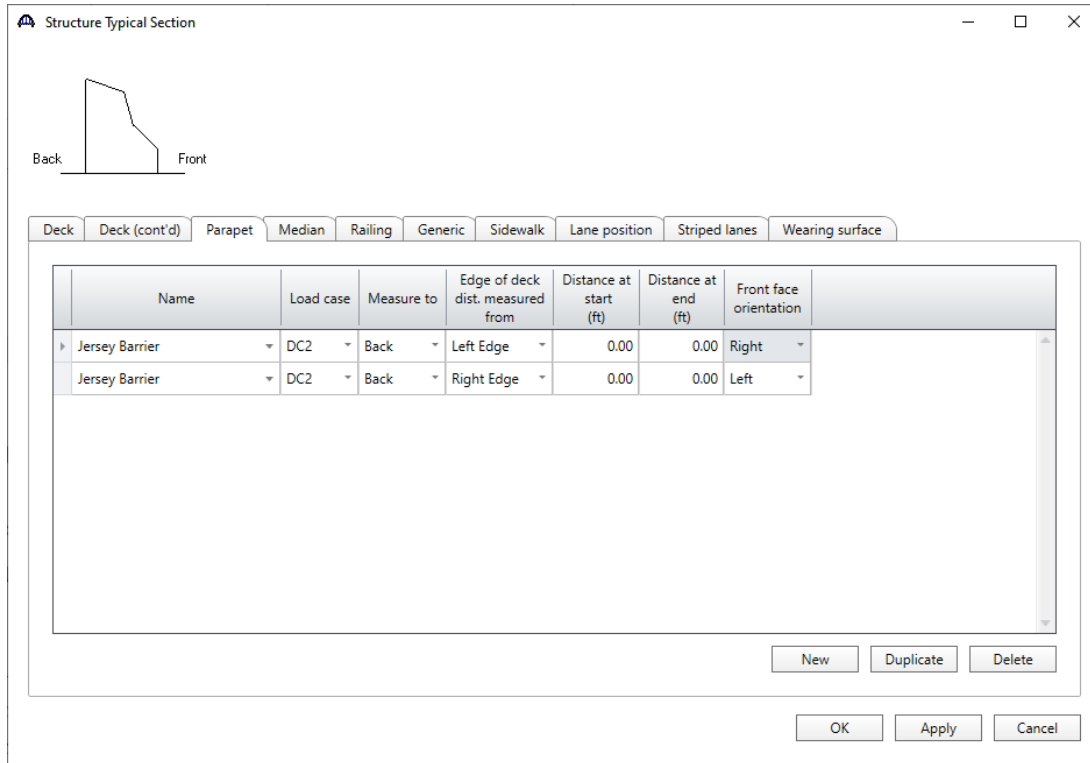 Structure Typical Section
Back Front
Deck Deck (cont'd) Parapet Median Railing Generic Sidewalk Lane position Striped lanes Wearing surface
Name Load case Measure to Edge of deck dist. measured from Distance at start (ft) Distance at end (ft) Front face orientation
Jersey Barrier DC2 Back Left Edge 0.00 0.00 Right
Jersey Barrier DC2 Back Right Edge 0.00 0.00 Left
New Duplicate Delete
OK Apply Cancel